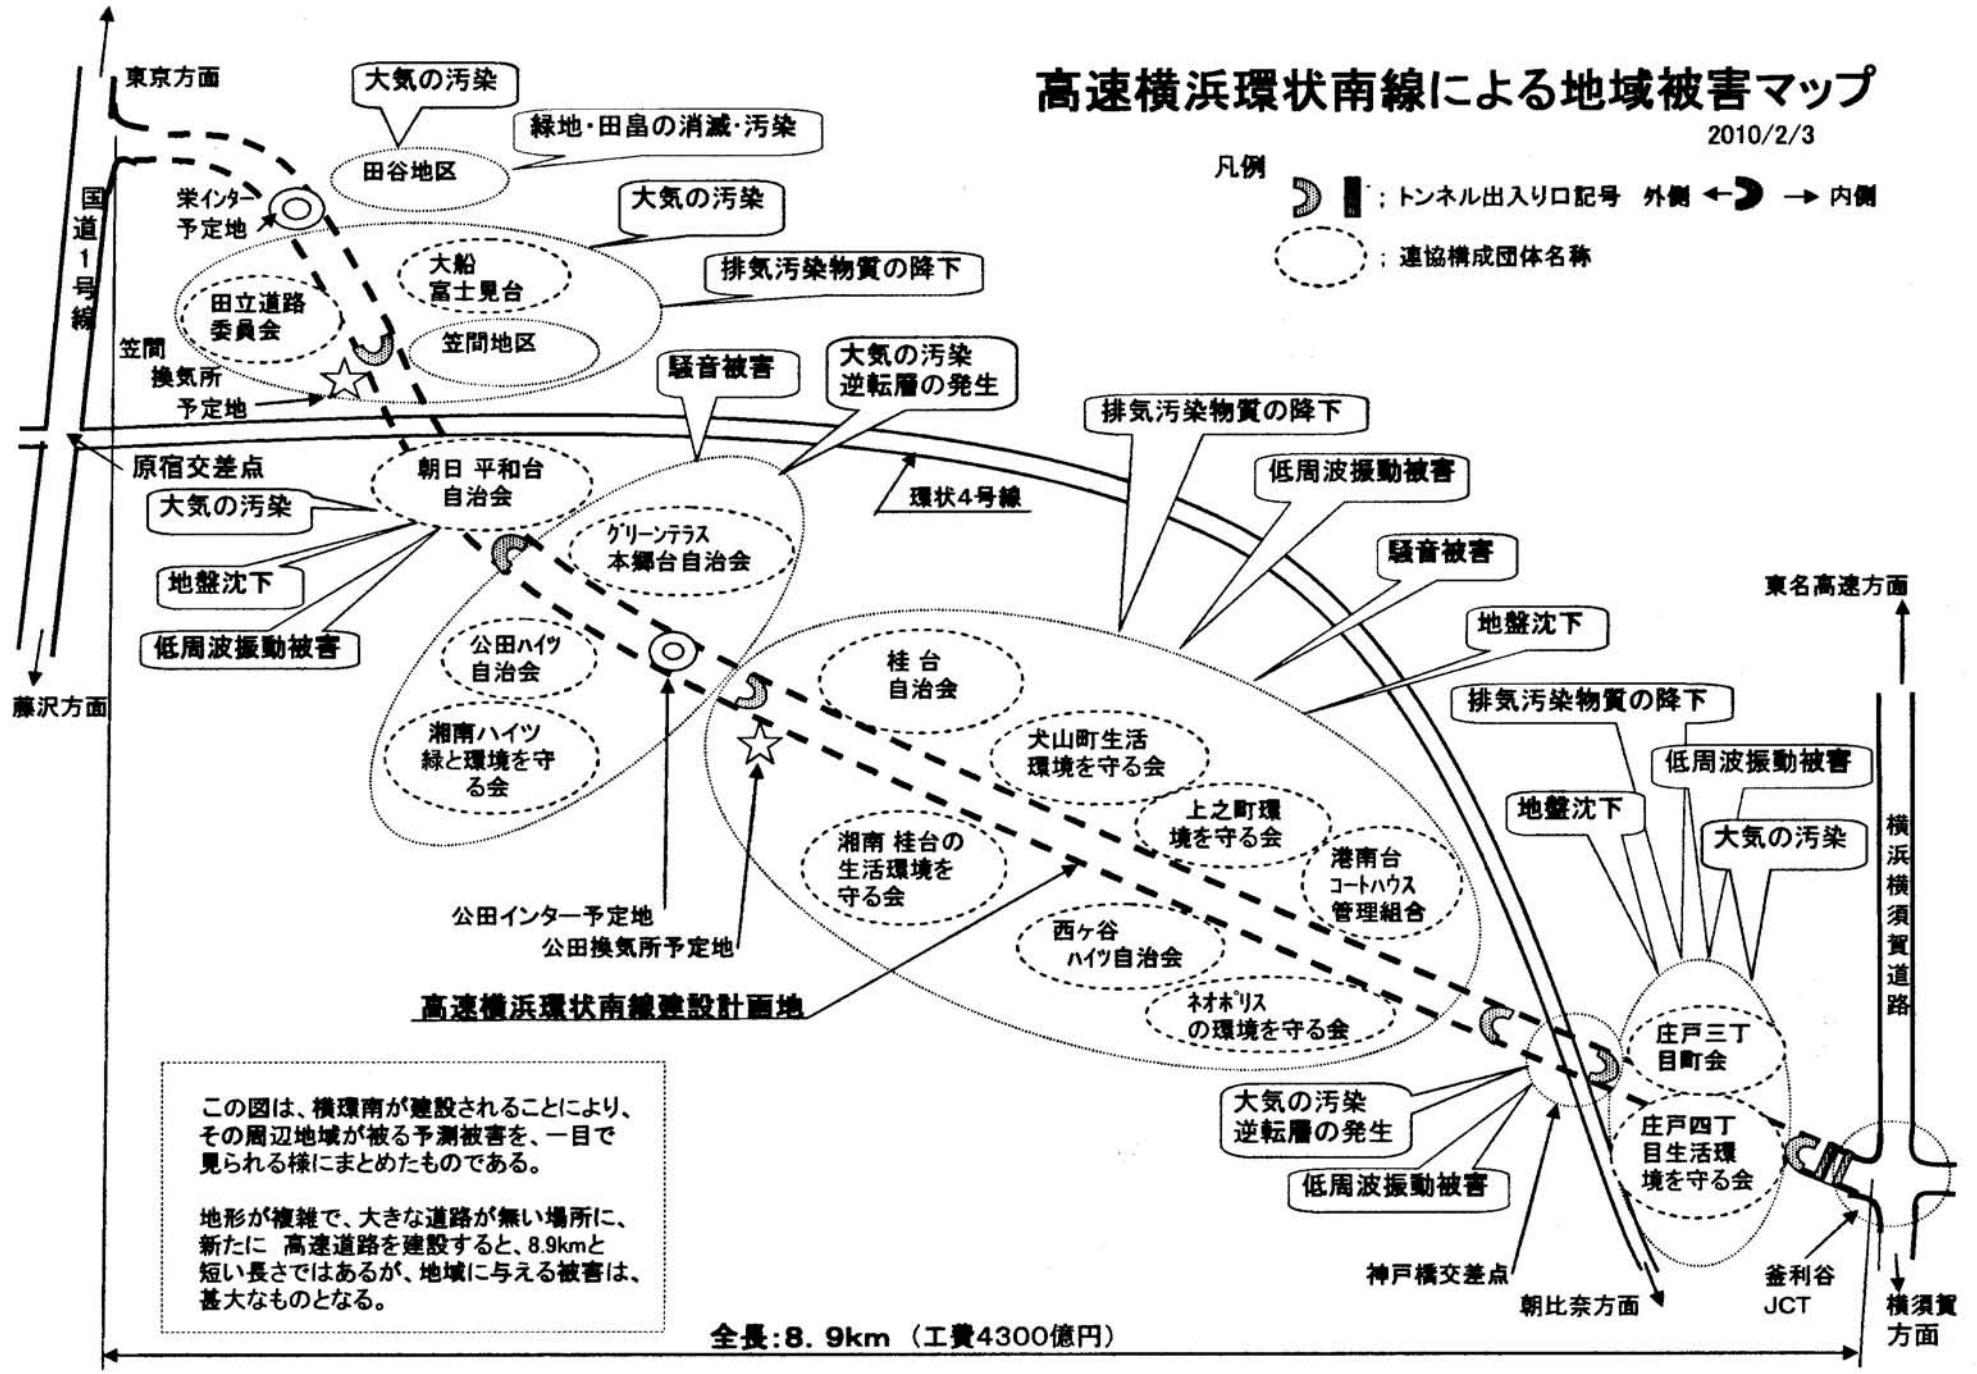 高速横浜環状南線による地域被害マップ
2010/2/3
凡例
；トンネル出入り口記号 外側 ←→ 内側
；連協構成団体名称
東京方面
大気の汚染
緑地・田畠の消滅・汚染
田谷地区
大気の汚染
栄インター
予定地
国道1号線
大船
富士見台
排気汚染物質の降下
田立道路
委員会
笠間地区
笠間
換気所
予定地
騒音被害
大気の汚染
逆転層の発生
排気汚染物質の降下
原宿交差点
朝日 平和台
自治会
低周波振動被害
大気の汚染
環状4号線
グリーンテラス
本郷台自治会
騒音被害
地盤沈下
東名高速方面
低周波振動被害
地盤沈下
公田ハイツ
自治会
桂 台
自治会
藤沢方面
排気汚染物質の降下
湘南ハイツ
緑と環境を守
る会
犬山町生活
環境を守る会
低周波振動被害
地盤沈下
上之町環
境を守る会
大気の汚染
湘南 桂台の
生活環境を
守る会
港南台
コートハウス
管理組合
横浜横須賀道路
公田インター予定地
公田換気所予定地
西ヶ谷
ハイツ自治会
高速横浜環状南線建設計画地
ネオポリス
の環境を守る会
庄戸三丁
目町会
大気の汚染
逆転層の発生
庄戸四丁
目生活環
境を守る会
低周波振動被害
この図は、横環南が建設されることにより、
その周辺地域が被る予測被害を、一目で
見られる様にまとめたものである。
地形が複雑で、大きな道路が無い場所に、
新たに 高速道路を建設すると、8.9kmと
短い長さではあるが、地域に与える被害は、
甚大なものとなる。
神戸橋交差点
朝比奈方面
釜利谷
JCT
横須賀
方面
全長：8.9km（工費4300億円）